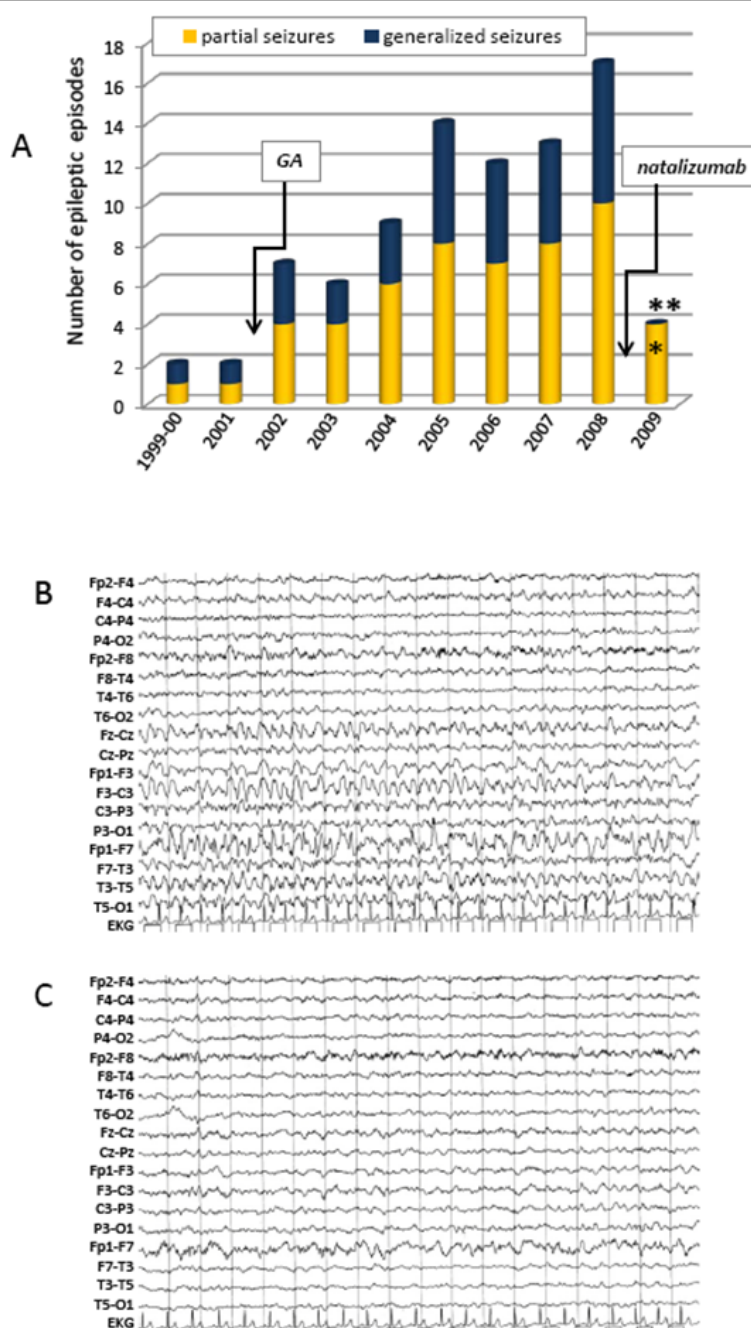 partial seizures generalized seizures
A
Number of epileptic episodes
18
16
14
12
10
8
6
4
2
0
GA
natalizumab
**
*
1999-00 2001 2002 2003 2004 2005 2006 2007 2008 2009
B
Fp2-F4
F4-C4
C4-P4
P4-O2
Fp2-F8
F8-T4
T4-T6
T6-O2
Fz-Cz
Cz-Pz
Fp1-F3
F3-C3
C3-P3
P3-O1
Fp1-F7
F7-T3
T3-T5
T5-O1
EKG
C
Fp2-F4
F4-C4
C4-P4
P4-O2
Fp2-F8
F8-T4
T4-T6
T6-O2
Fz-Cz
Cz-Pz
Fp1-F3
F3-C3
C3-P3
P3-O1
Fp1-F7
F7-T3
T3-T5
T5-O1
EKG